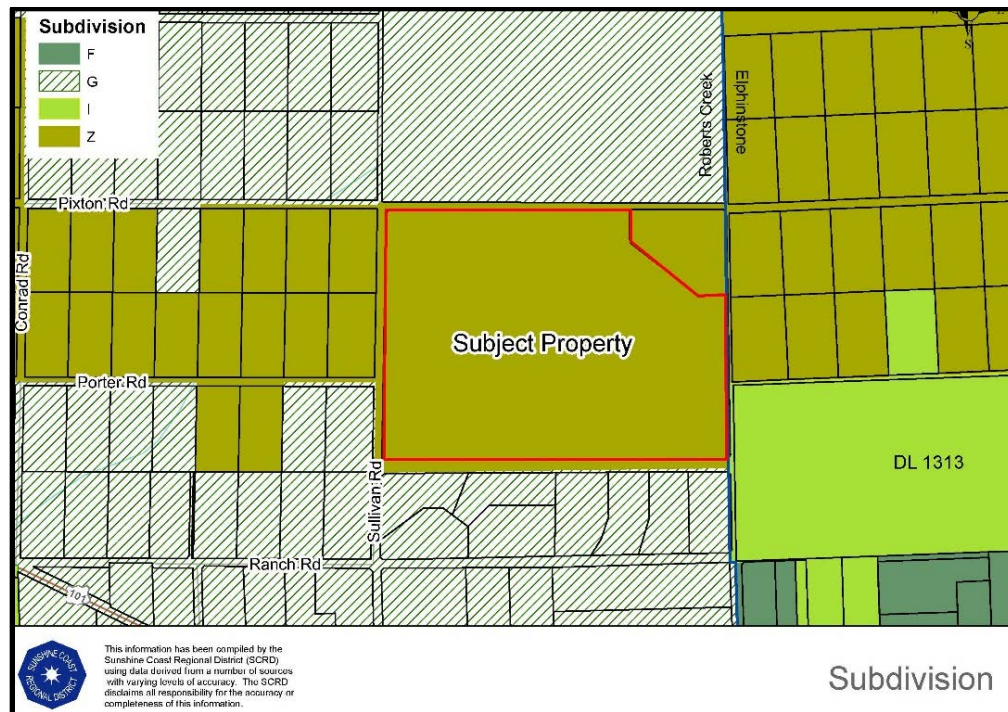 Subdivision
F
G
I
Z
S
Roberts Creek
Elphinstone
Pixton Rd
Conrad Rd
Subject Property
Porter Rd
DL 1313
Sullivan Rd
Ranch Rd
101
SUNSHINE COAST
REGIONAL DISTRICT
This information has been compiled by the
Sunshine Coast Regional District (SCRD)
using data derived from a number of sources
with varying levels of accuracy. The SCRD
disclaims all responsibility for the accuracy or
completeness of this information.
Subdivision